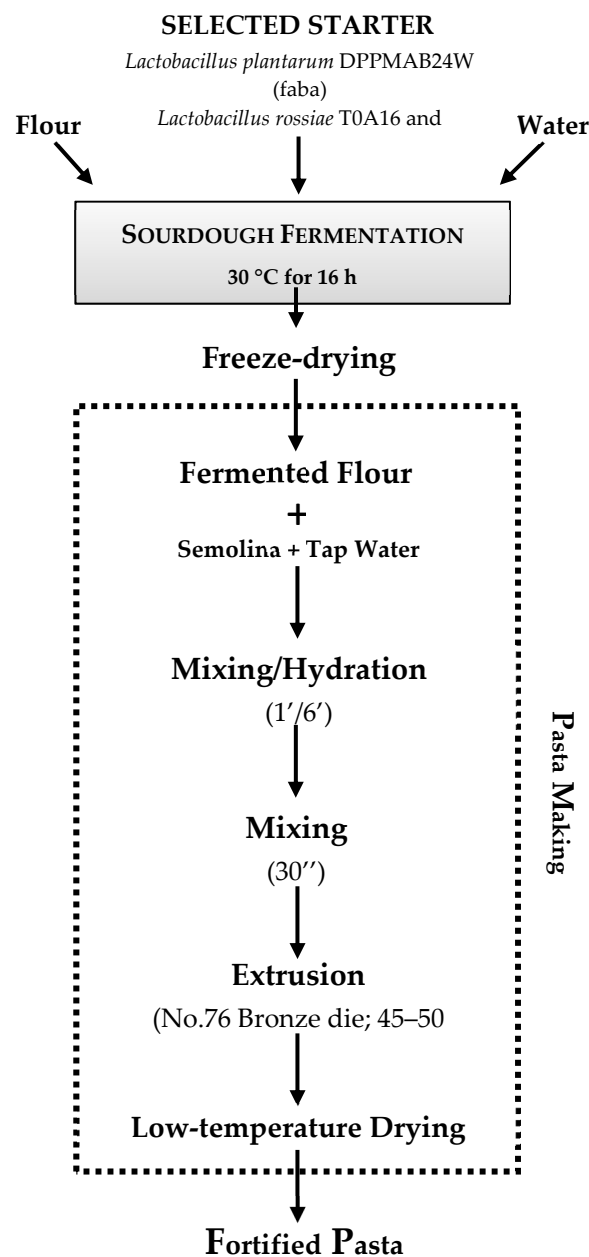 SELECTED STARTER
Lactobacillus plantarum DPPMAB24W
(faba)
Lactobacillus rossiae T0A16 and
Flour
Water
SOURDOUGH FERMENTATION
30 °C for 16 h
Freeze-drying
Fermented Flour
+
Semolina + Tap Water
Mixing/Hydration
(1′/6′)
Mixing
(30′′)
Extrusion
(No.76 Bronze die; 45–50
Low-temperature Drying
Pasta Making
Fortified Pasta